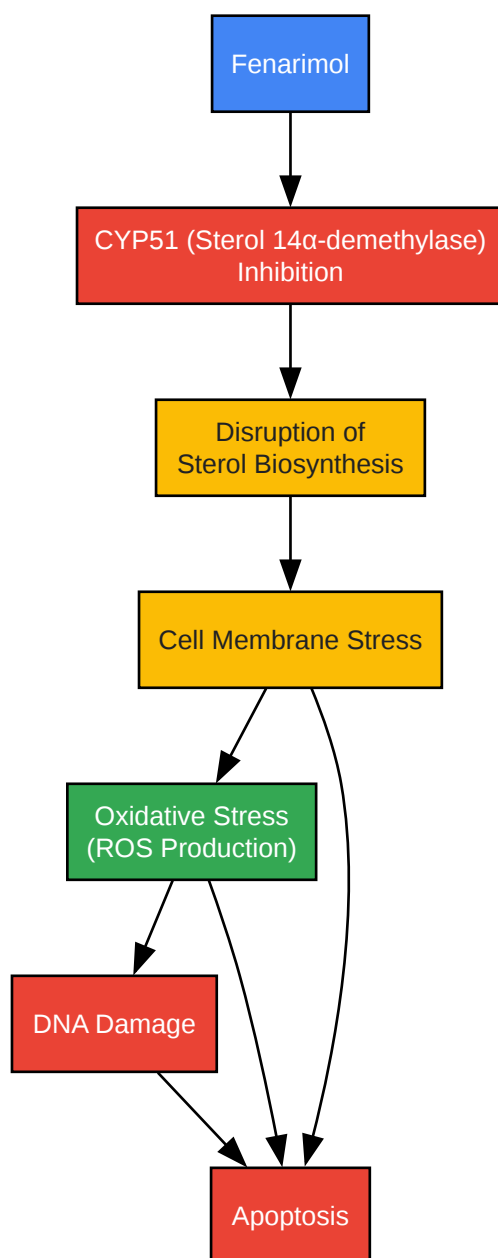 Fenarimol
CYP51 (Sterol 14α-demethylase)
Inhibition
Disruption of
Sterol Biosynthesis
Cell Membrane Stress
Oxidative Stress
(ROS Production)
DNA Damage
Apoptosis